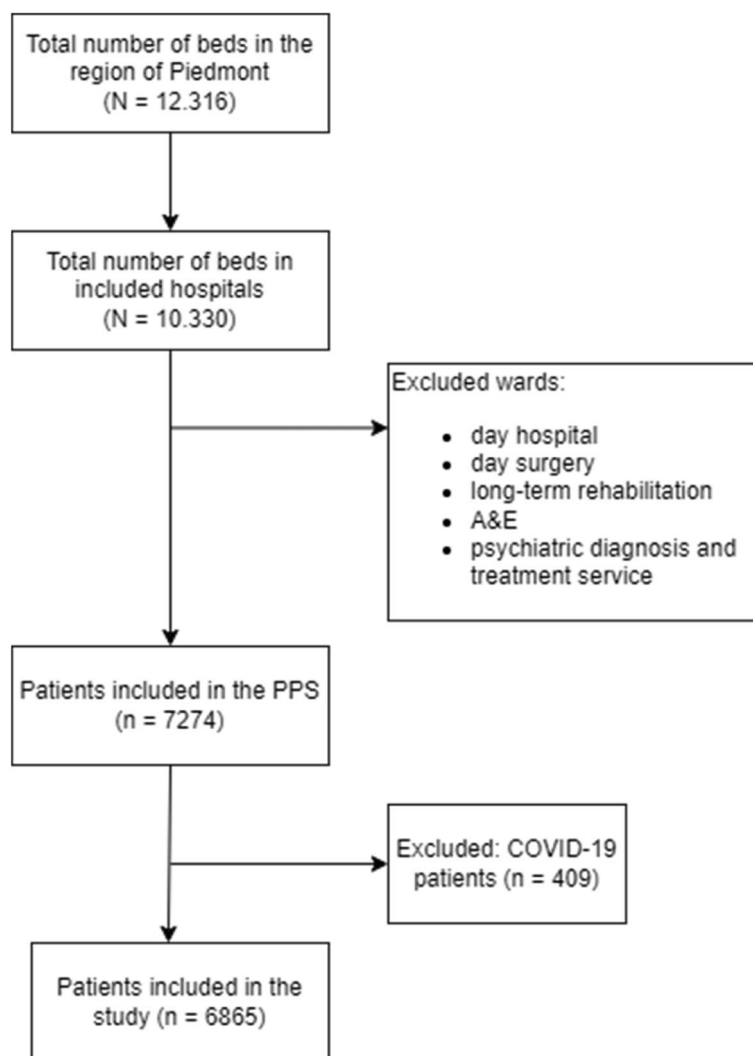 Total number of beds in the
region of Piedmont
(N = 12.316)
Total number of beds in
included hospitals
(N = 10.330)
Excluded wards:
• day hospital
• day surgery
• long-term rehabilitation
• A&E
• psychiatric diagnosis and
treatment service
Patients included in the PPS
(n = 7274)
Excluded: COVID-19
patients (n = 409)
Patients included in the
study (n = 6865)